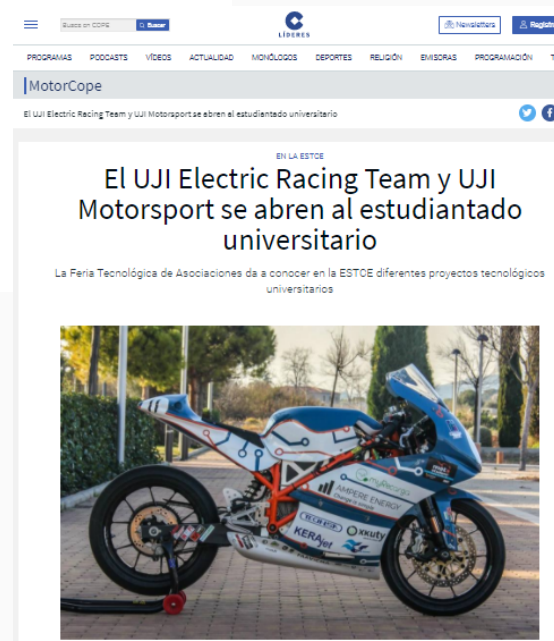 Busca en COPE Buscar
LÍDERES
Newsletters
PROGRAMAS PODCASTS VÍDEOS ACTUALIDAD MONÓLOGOS DEPORTES RELIGIÓN EMISORAS PROGRAMACIÓN
MotorCope
El UJI Electric Racing Team y UJI Motorsport se abren al estudiantado universitario
EN LA ESTCE
El UJI Electric Racing Team y UJI
Motorsport se abren al estudiantado
universitario
La Feria Tecnológica de Asociaciones da a conocer en la ESTCE diferentes proyectos tecnológicos
universitarios
myRecarga
AMPERE ENERGY
KERAjet
oxkuty